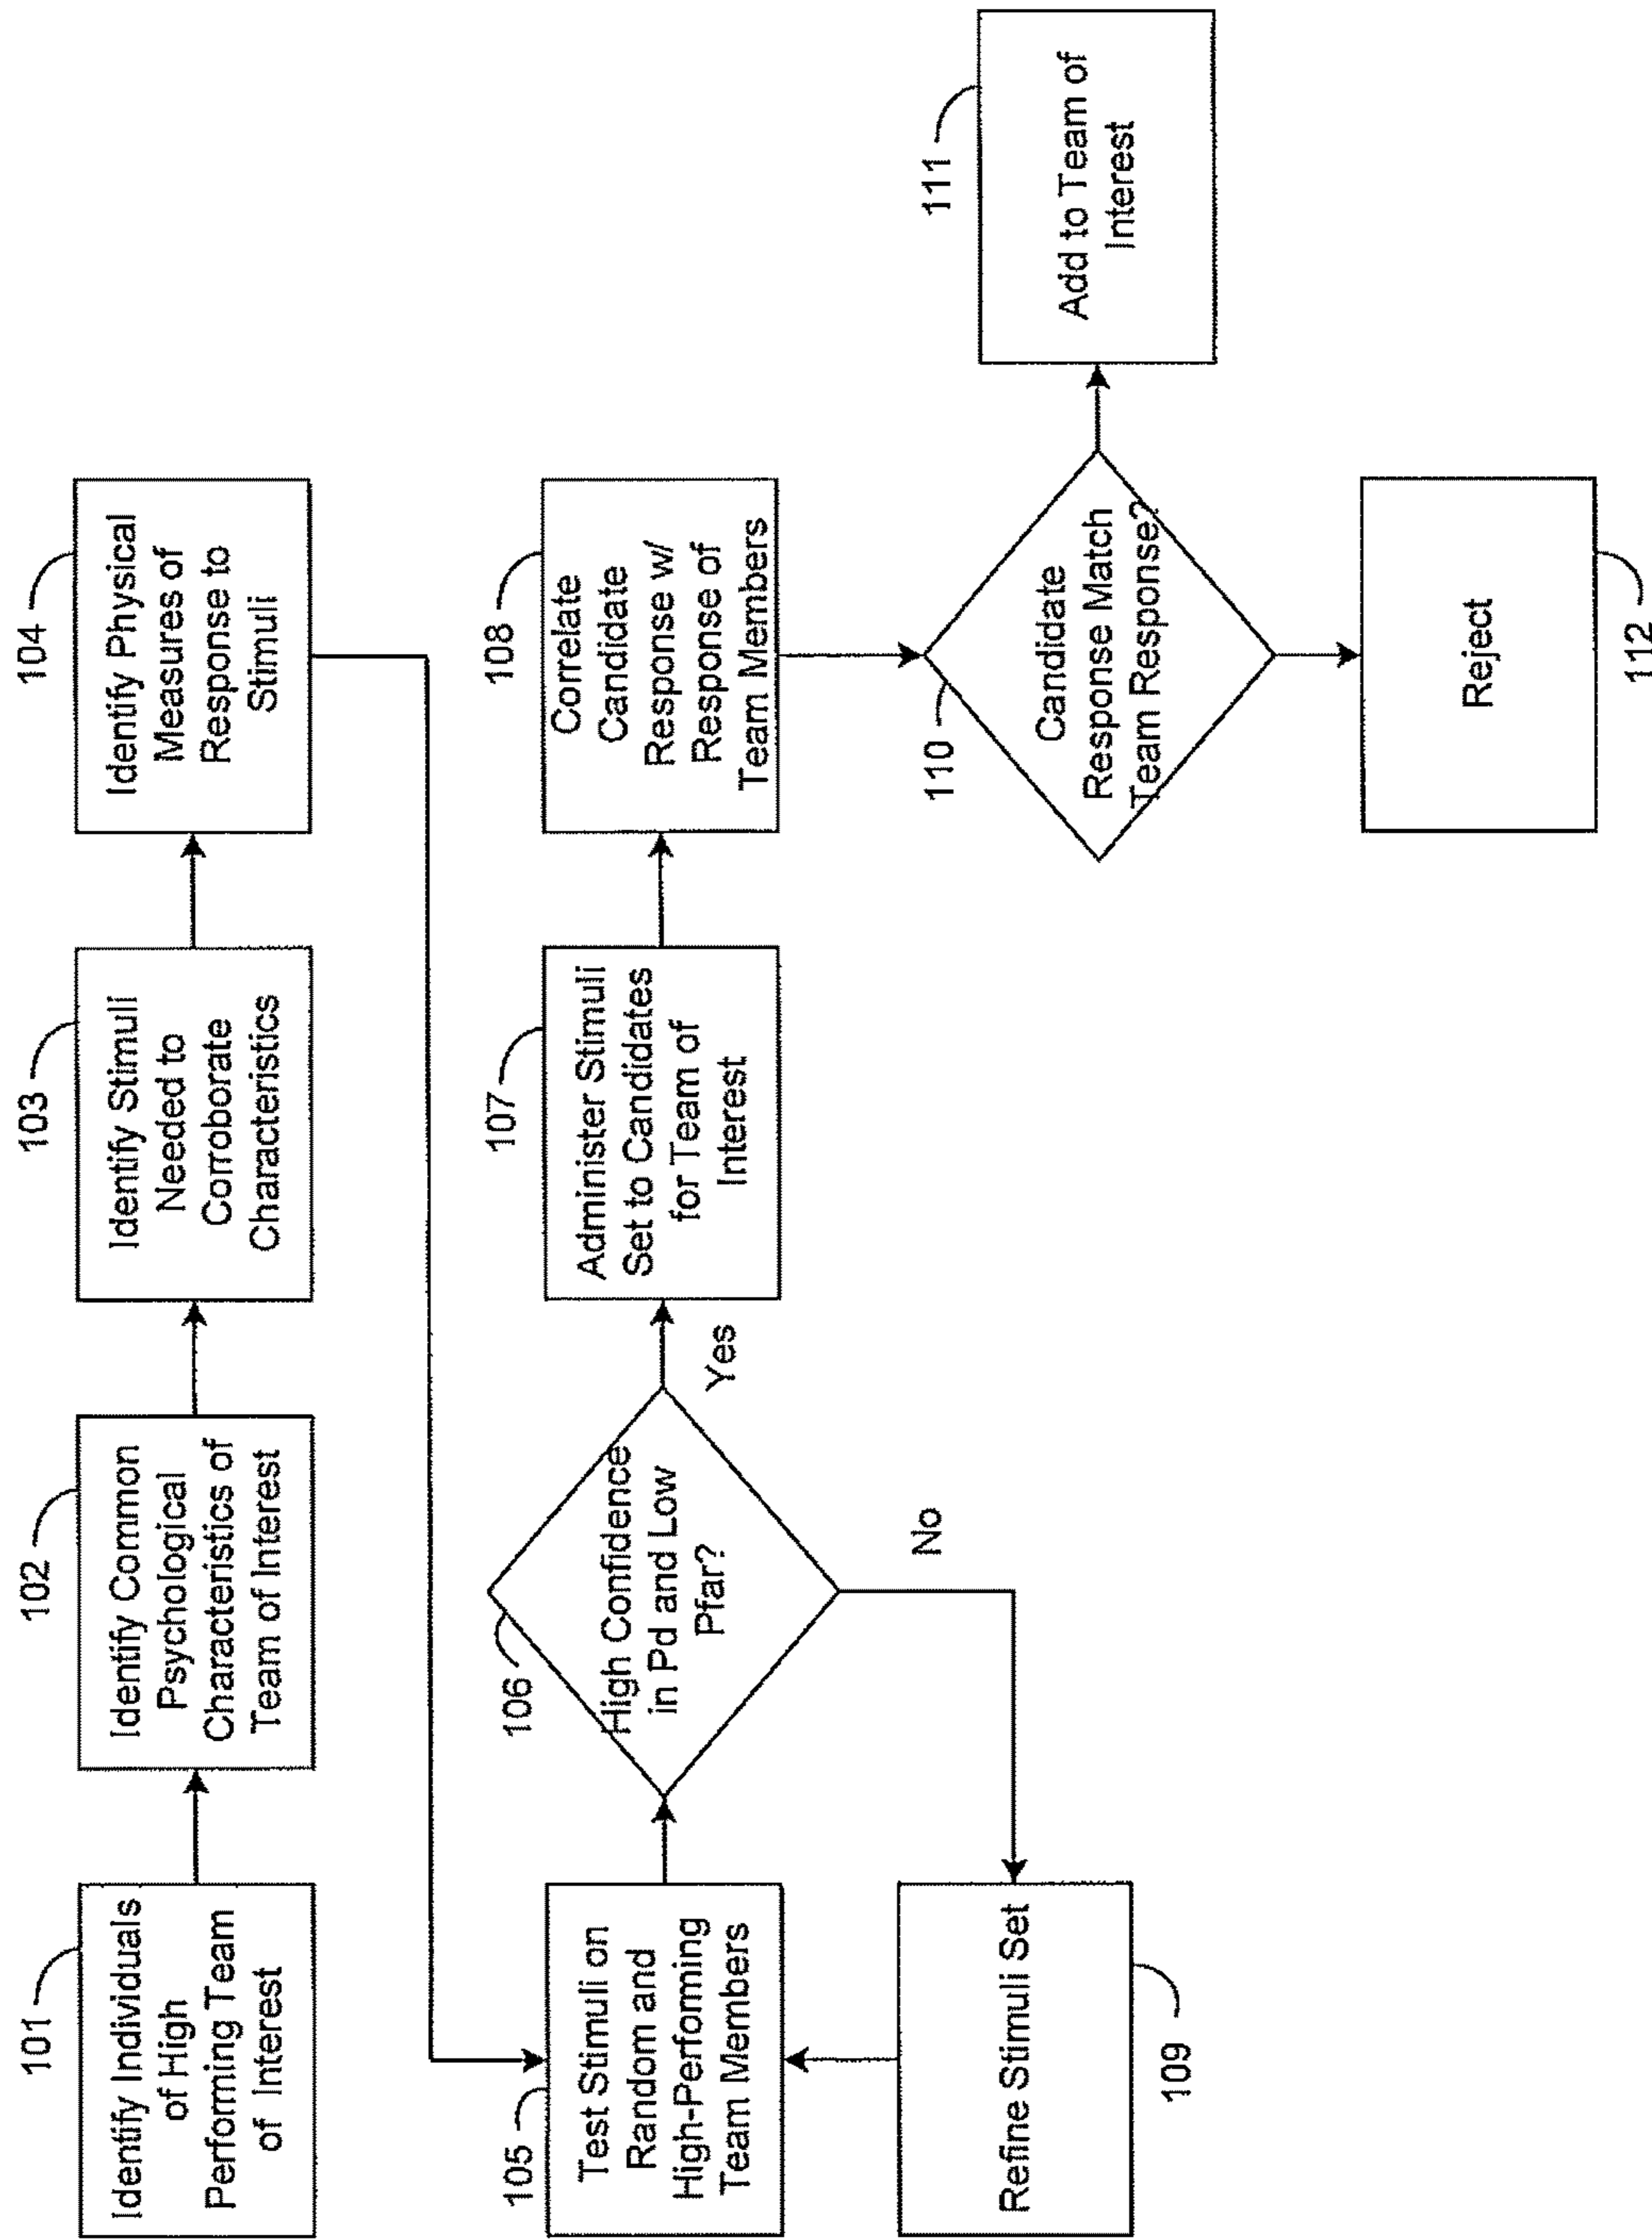 101
Identify Individuals
of High
Performing Team
of Interest
102
Identify Common
Psychological
Characteristics of
Team of Interest
103
Identify Stimuli
Needed to
Corroborate
Characteristics
104
Identify Physical
Measures of
Response to
Stimuli
105
Test Stimuli on
Random and
High-Performing
Team Members
106
High Confidence
in Pd and Low
Pfar?
Yes
No
107
Administer Stimuli
Set to Candidates
for Team of
Interest
108
Correlate
Candidate
Response w/
Response of
Team Members
Refine Stimuli Set
109
110
Candidate
Response Match
Team Response?
111
Add to Team of
Interest
Reject
112